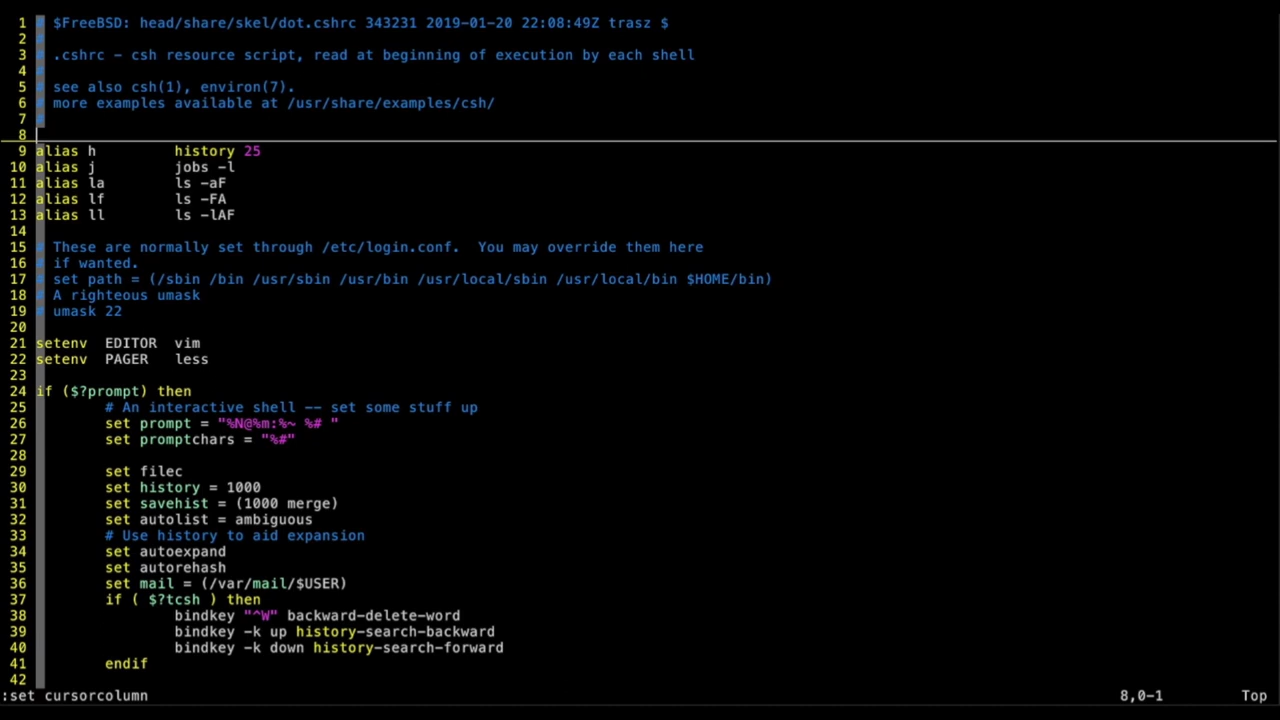 1 # $FreeBSD: head/share/skel/dot.cshrc 343231 2019-01-20 22:08:49Z trasz $
2 #
3 # .cshrc - csh resource script, read at beginning of execution by each shell
4 #
5 # see also csh(1), environ(7).
6 # more examples available at /usr/share/examples/csh/
7 #
8
9 alias h history 25
10 alias j jobs -l
11 alias la ls -aF
12 alias lf ls -FA
13 alias ll ls -lAF
14
15 # These are normally set through /etc/login.conf. You may override them here
16 # if wanted.
17 # set path = (/sbin /bin /usr/sbin /usr/bin /usr/local/sbin /usr/local/bin $HOME/bin)
18 # A righteous umask
19 # umask 22
20
21 setenv EDITOR vim
22 setenv PAGER less
23
24 if ($?prompt) then
25 # An interactive shell -- set some stuff up
26 set prompt = "%N@%m:%~ %# "
27 set promptchars = "%#"
28
29 set filec
30 set history = 1000
31 set savehist = (1000 merge)
32 set autolist = ambiguous
33 # Use history to aid expansion
34 set autoexpand
35 set autorehash
36 set mail = (/var/mail/$USER)
37 if ( $?tcsh ) then
38 bindkey "^W" backward-delete-word
39 bindkey -k up history-search-backward
40 bindkey -k down history-search-forward
41 endif
42
:set cursorcolumn 8,0-1 Top